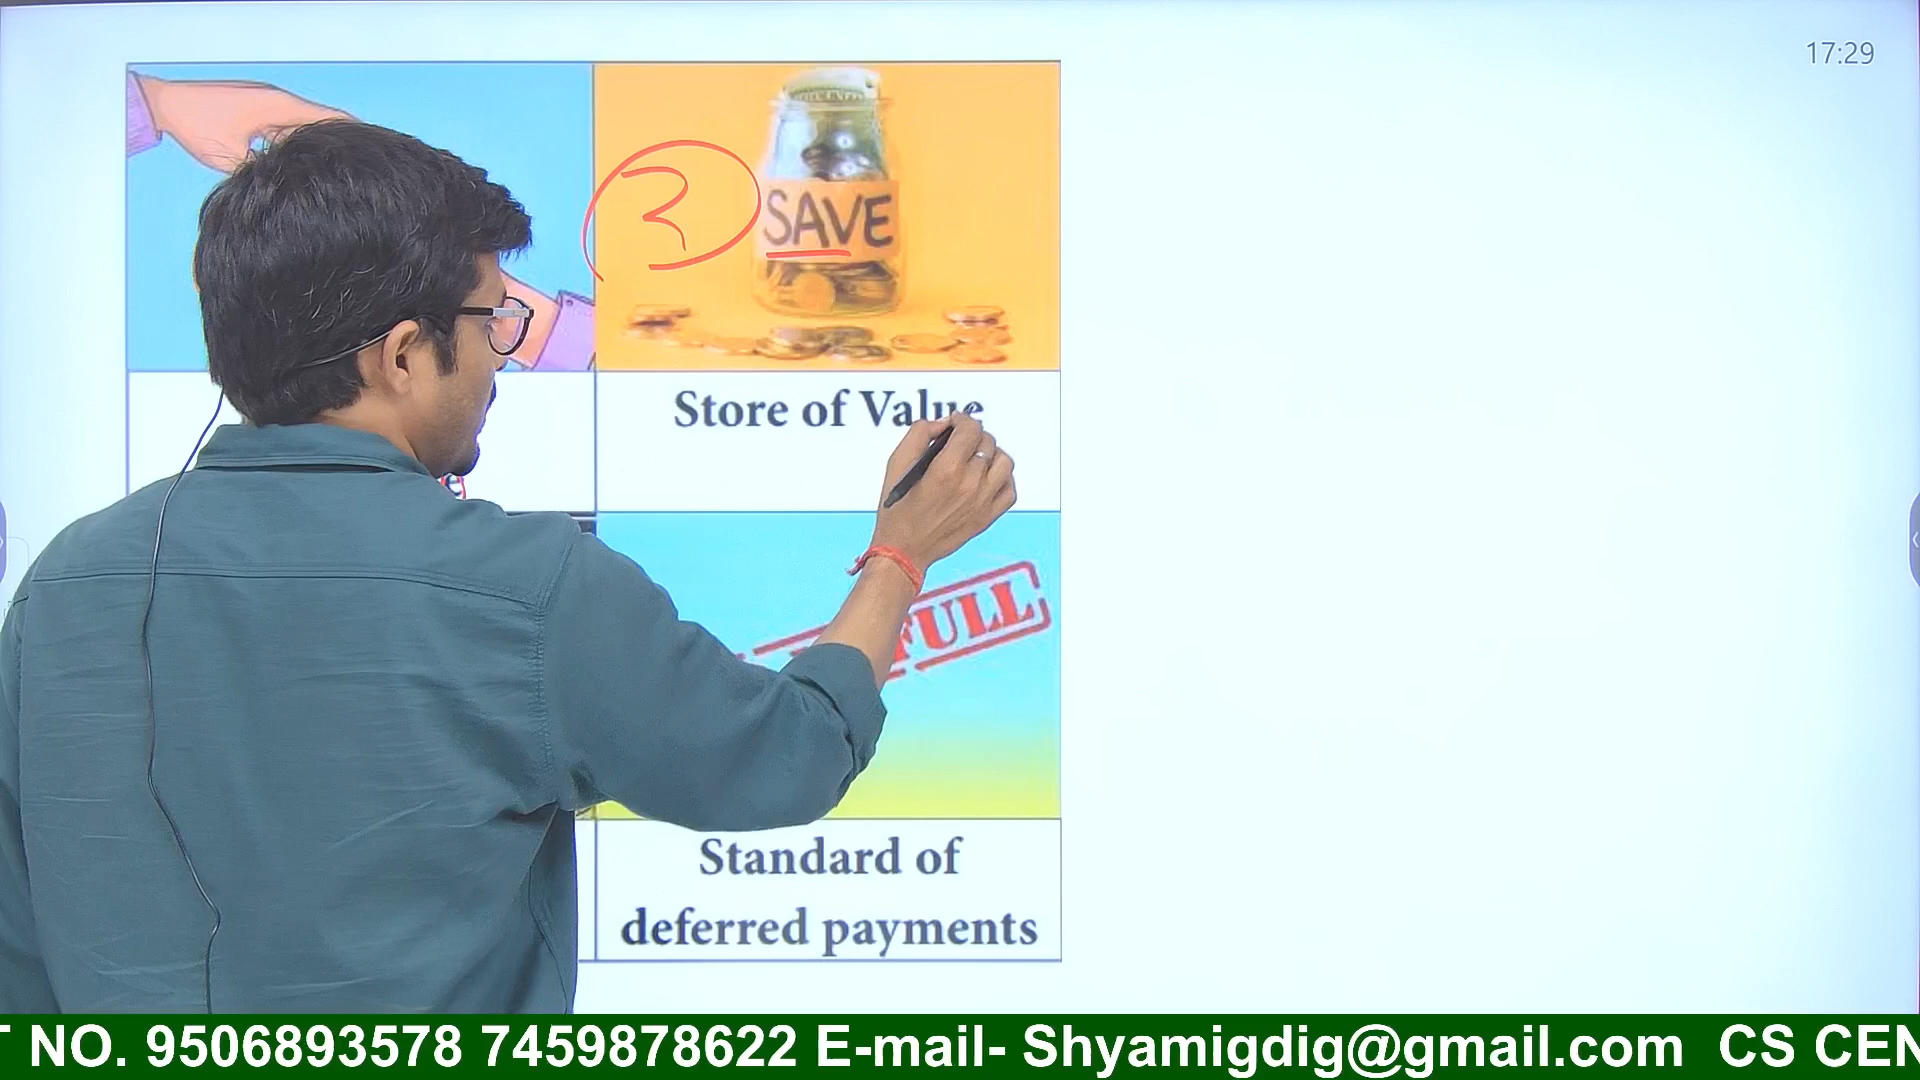 17:29
२
SAVE
Store of Value
FULL
Standard of
deferred payments
NO. 9506893578 7459878622 E-mail- Shyamigdig@gmail.com CS